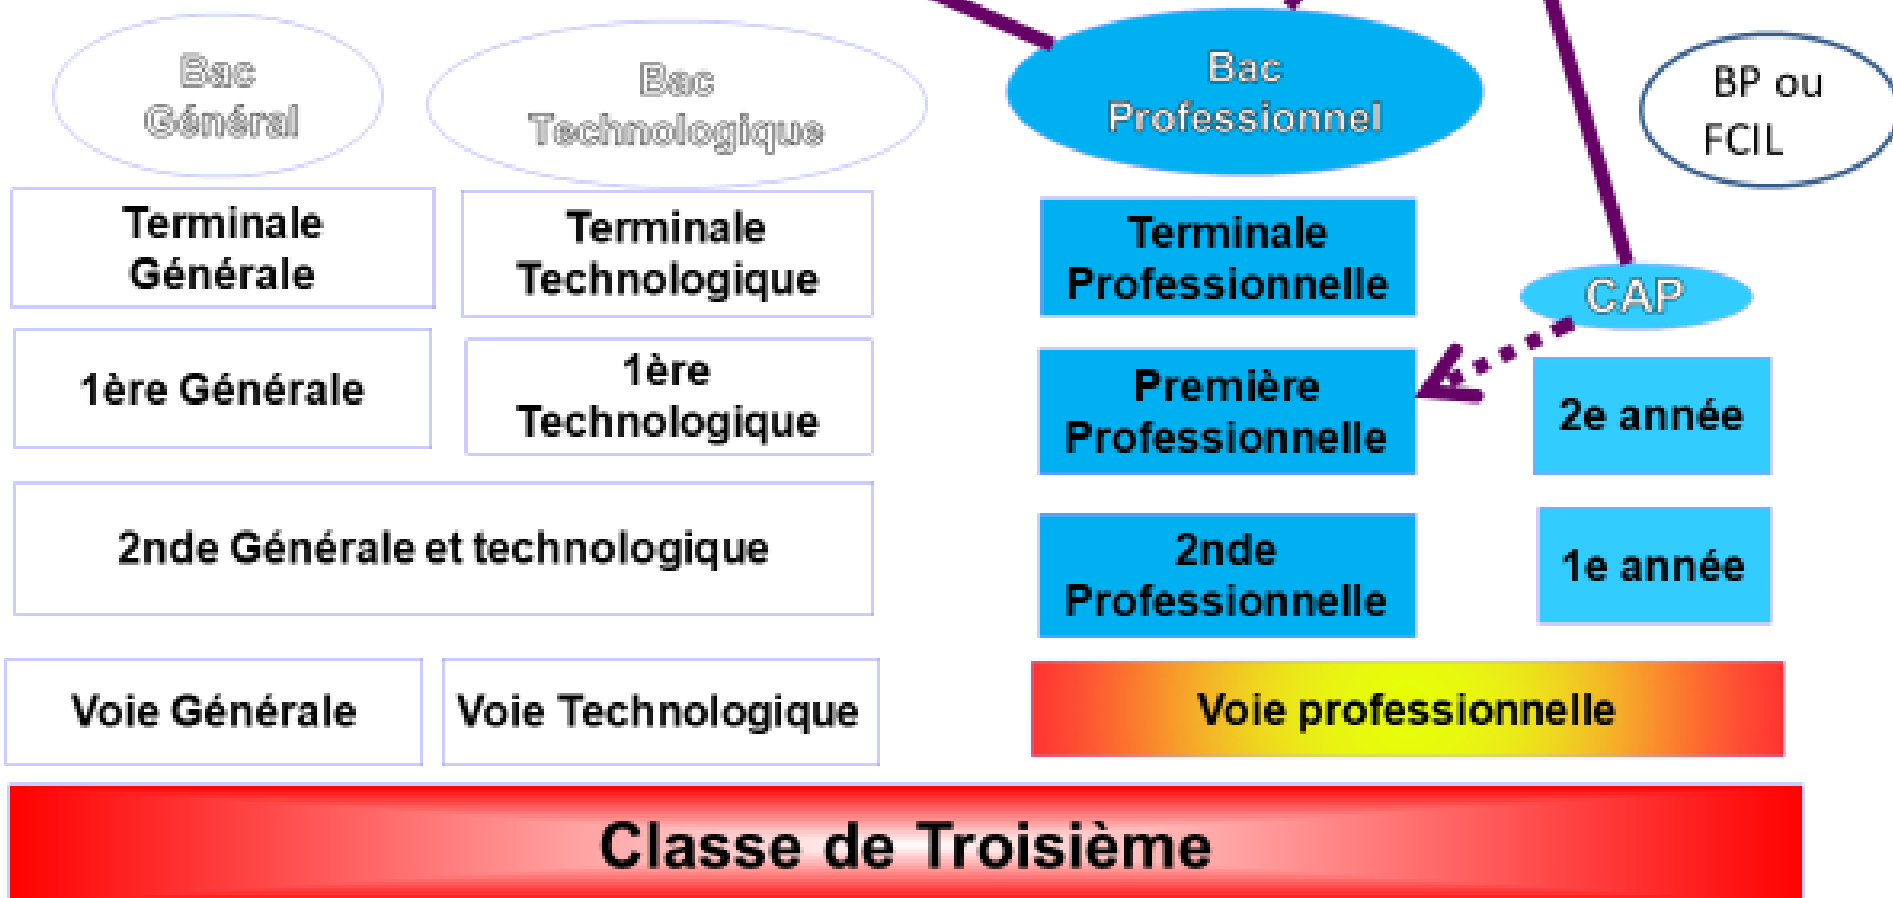 Bac
Général
Bac
Technologique
Bac
Professionnel
BP ou
FCIL
Terminale
Générale
Terminale
Technologique
Terminale
Professionnelle
CAP
1ère Générale
1ère
Technologique
Première
Professionnelle
2e année
2nde Générale et technologique
2nde
Professionnelle
1e année
Voie Générale
Voie Technologique
Voie professionnelle
Classe de Troisième